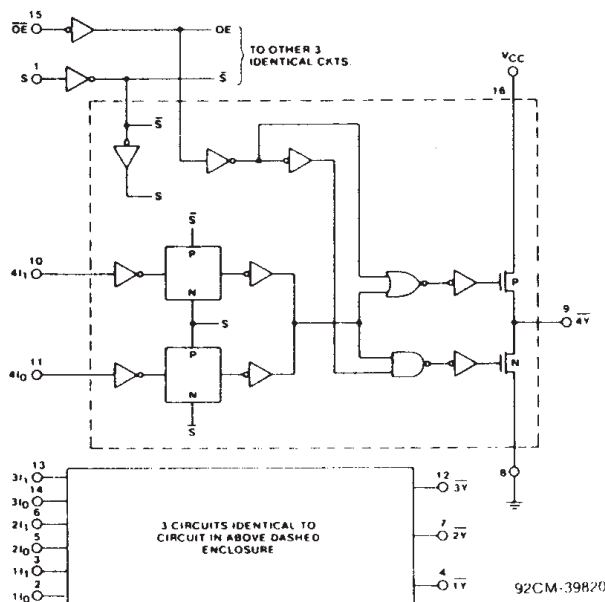 15
OE OE
TO OTHER 3
IDENTICAL CKTS.
1
S S̅
VCC
16
S̅
S
S̅
10
4I1
P
N
S
11
4I0
P
N
S̅
P
9
4Y̅
N
8
13
3I1
14
3I0
6
2I1
5
2I0
3
1I1
2
1I0
3 CIRCUITS IDENTICAL TO
CIRCUIT IN ABOVE DASHED
ENCLOSURE
12
3Y̅
7
2Y̅
4
1Y̅
92CM-39820